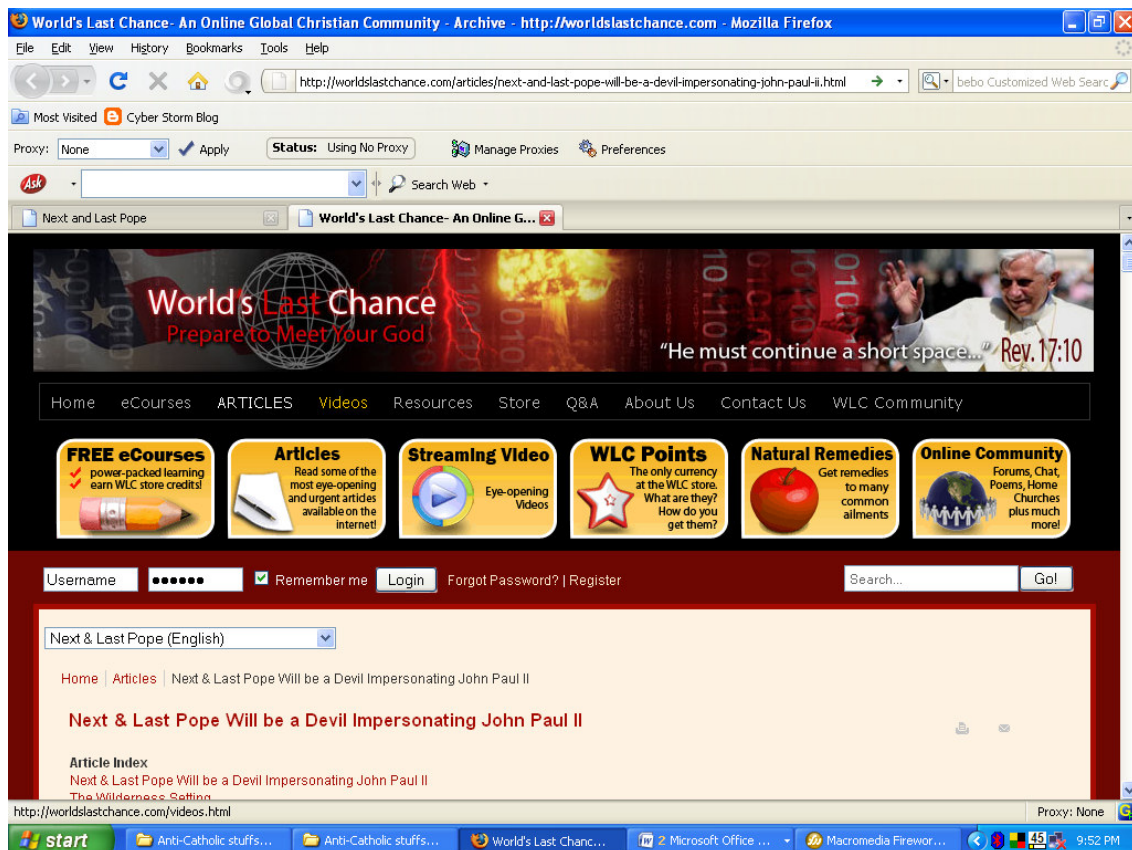 World's Last Chance- An Online Global Christian Community - Archive - http://worldslastchance.com - Mozilla Firefox
File Edit View History Bookmarks Tools Help
http://worldslastchance.com/articles/next-and-last-pope-will-be-a-devil-impersonating-john-paul-ii.html bebo Customized Web Searc
Most Visited Cyber Storm Blog
Proxy: None Apply Status: Using No Proxy Manage Proxies Preferences
Ask Search Web
Next and Last Pope World's Last Chance- An Online G...
World's Last Chance
Prepare to Meet Your God
"He must continue a short space..." Rev. 17:10
Home eCourses ARTICLES Videos Resources Store Q&A About Us Contact Us WLC Community
FREE eCourses
power-packed learning
earn WLC store credits!
Articles
Read some of the
most eye-opening
and urgent articles
available on the
internet!
Streaming Video
Eye-opening
Videos
WLC Points
The only currency
at the WLC store.
What are they?
How do you
get them?
Natural Remedies
Get remedies
to many
common
ailments
Online Community
Forums, Chat,
Poems, Home
Churches
plus much
more!
Username Remember me Login Forgot Password? | Register Search... Go!
Next & Last Pope (English)
Home Articles Next & Last Pope Will be a Devil Impersonating John Paul II
Next & Last Pope Will be a Devil Impersonating John Paul II
Article Index
Next & Last Pope Will be a Devil Impersonating John Paul II
The Wilderness Setting
http://worldslastchance.com/videos.html Proxy: None
start Anti-Catholic stuffs... Anti-Catholic stuffs... World's Last Chanc... 2 Microsoft Office ... Macromedia Firewor... 45 9:52 PM